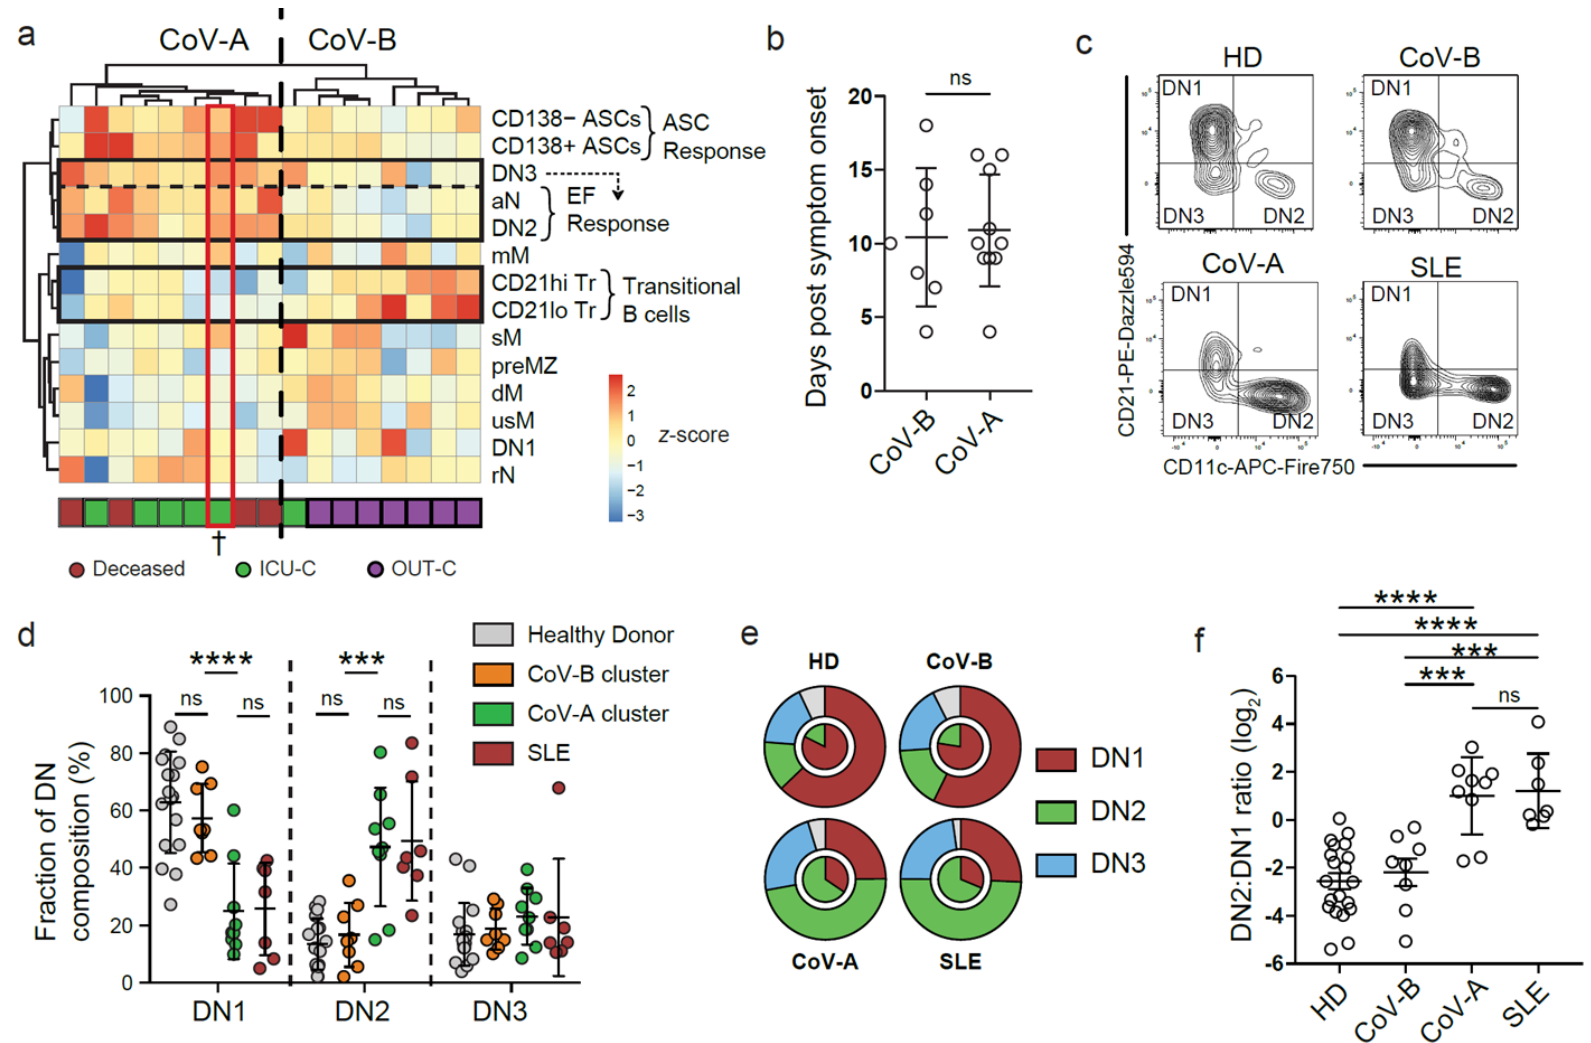 a
CoV-A
CoV-B
CD138− ASCs
CD138+ ASCs
ASC
Response
DN3
aN
DN2
EF
Response
mM
CD21hi Tr
CD21lo Tr
Transitional
B cells
sM
preMZ
dM
usM
DN1
rN
2
1
0
−1
−2
−3
z-score
†
Deceased
ICU-C
OUT-C
b
ns
Days post symptom onset
20
15
10
5
0
CoV-B
CoV-A
c
HD
CoV-B
DN1
DN3
DN2
DN1
DN3
DN2
CoV-A
SLE
DN1
DN3
DN2
DN1
DN3
DN2
CD21-PE-Dazzle594
CD11c-APC-Fire750
d
Healthy Donor
CoV-B cluster
CoV-A cluster
SLE
****
***
ns
ns
ns
ns
Fraction of DN
composition (%)
100
80
60
40
20
0
DN1
DN2
DN3
e
HD
CoV-B
CoV-A
SLE
DN1
DN2
DN3
f
****
****
***
***
ns
DN2:DN1 ratio (log2)
6
4
2
0
-2
-4
-6
HD
CoV-B
CoV-A
SLE